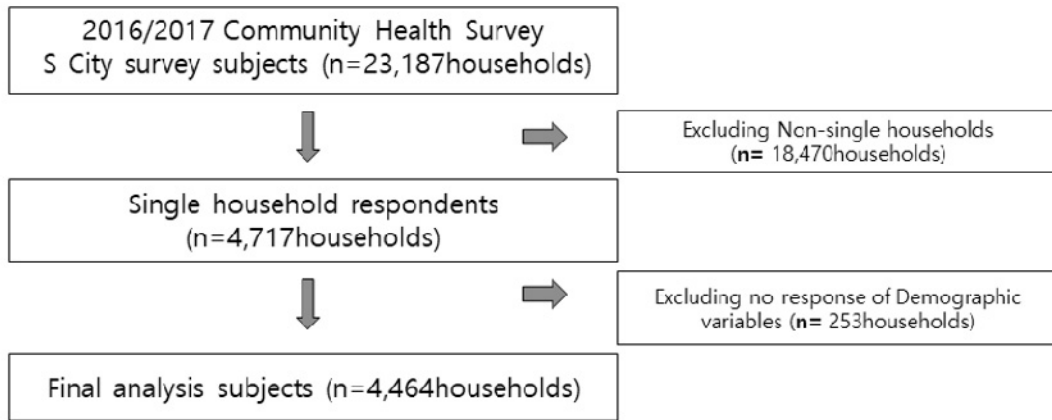 2016/2017 Community Health Survey
S City survey subjects (n=23,187households)
Excluding Non-single households
(n= 18,470households)
Single household respondents
(n=4,717households)
Excluding no response of Demographic
variables (n= 253households)
Final analysis subjects (n=4,464households)